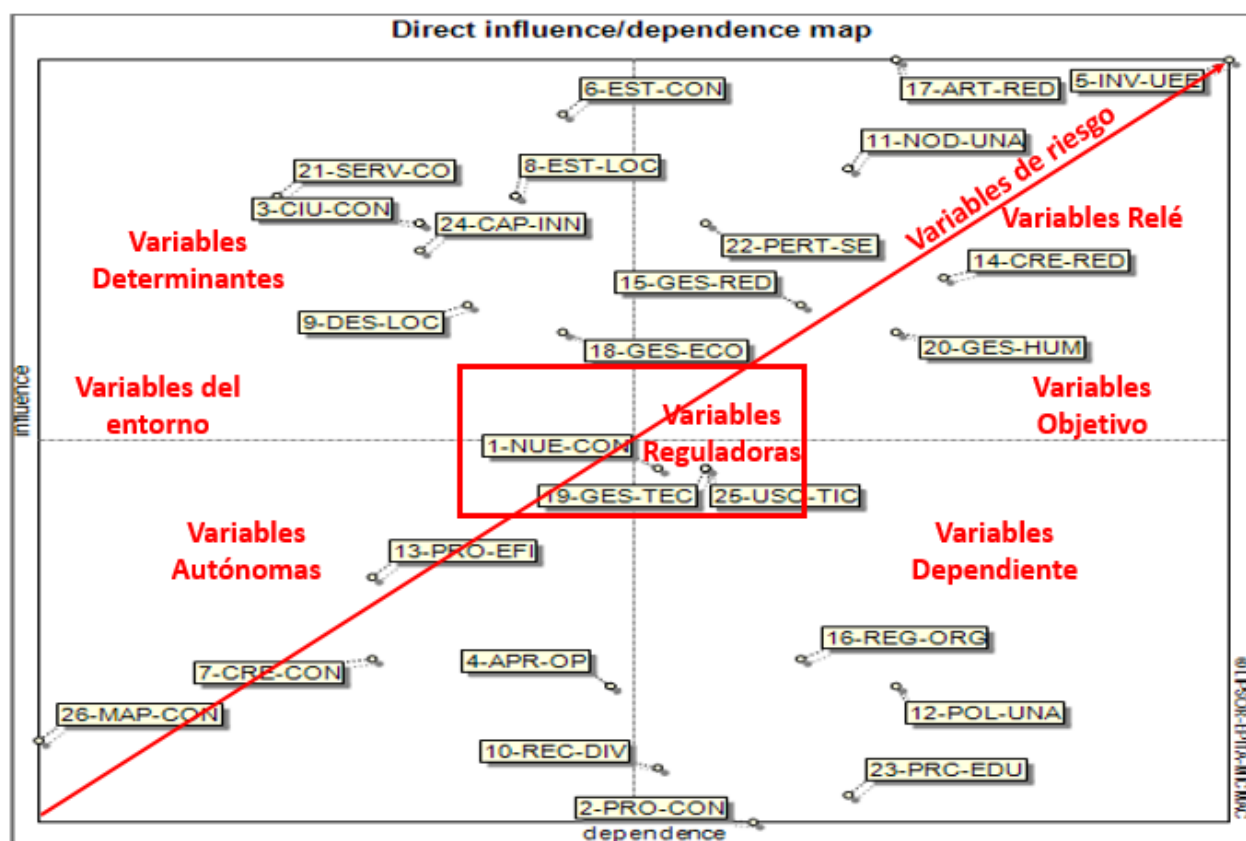 Direct influence/dependence map
6-EST-CON
17-ART-RED
5-INV-UEE
11-NOD-UNA
21-SERV-CO
8-EST-LOC
3-CIU-CON
24-CAP-INN
Variables de riesgo
Variables Relé
22-PERT-SE
Variables
Determinantes
14-CRE-RED
15-GES-RED
9-DES-LOC
18-GES-ECO
20-GES-HUM
Variables del
entorno
Variables
Objetivo
influence
Variables
Reguladoras
1-NUE-CON
19-GES-TEC
25-USO-TIC
Variables
Autónomas
13-PRO-EFI
Variables
Dependiente
16-REG-ORG
4-APR-OP
7-CRE-CON
26-MAP-CON
12-POL-UNA
10-REC-DIV
23-PRC-EDU
2-PRO-CON
dependence
© LIPSOR-EPITA-MICMAC